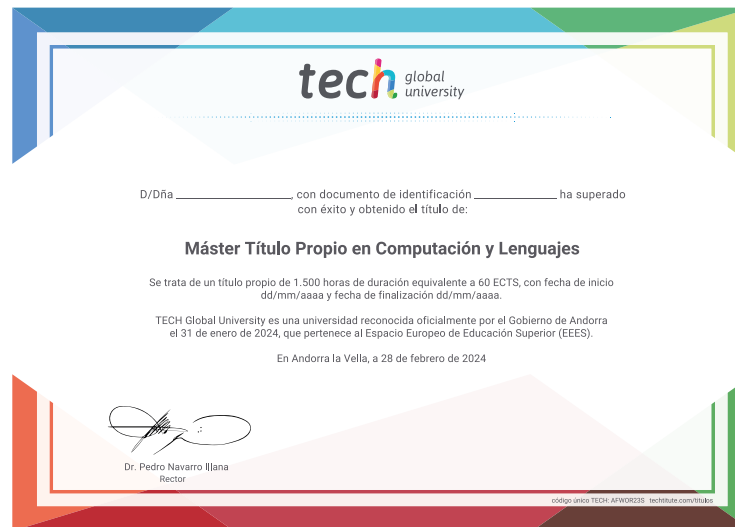 tech global
university
D/Dña ____________________, con documento de identificación ______________ ha superado
con éxito y obtenido el título de:
Máster Título Propio en Computación y Lenguajes
Se trata de un título propio de 1.500 horas de duración equivalente a 60 ECTS, con fecha de inicio
dd/mm/aaaa y fecha de finalización dd/mm/aaaa.
TECH Global University es una universidad reconocida oficialmente por el Gobierno de Andorra
el 31 de enero de 2024, que pertenece al Espacio Europeo de Educación Superior (EEES).
En Andorra la Vella, a 28 de febrero de 2024
Dr. Pedro Navarro Illana
Rector
código único TECH: AFWOR23S techtitute.com/titulos